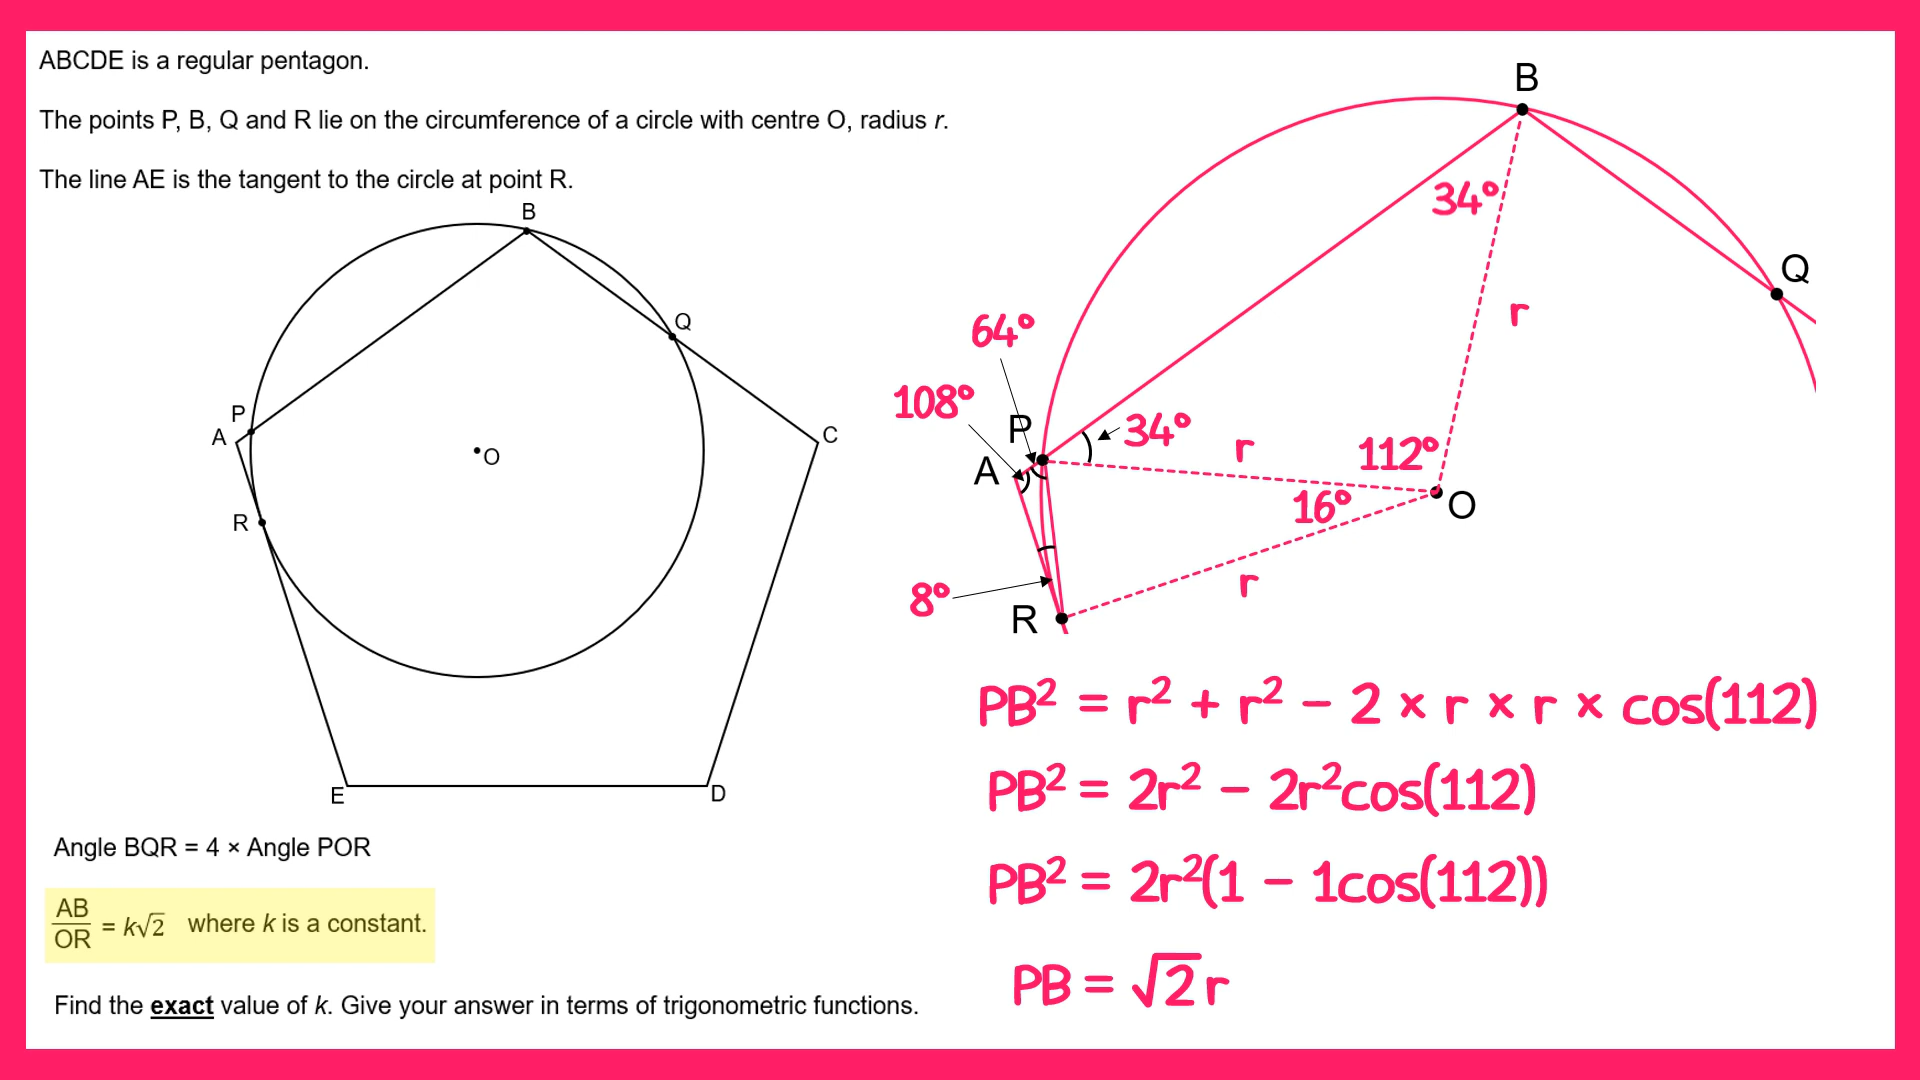 ABCDE is a regular pentagon.
The points P, B, Q and R lie on the circumference of a circle with centre O, radius r.
The line AE is the tangent to the circle at point R.
B
Q
P
A
C
O
R
E
D
Angle BQR = 4 × Angle POR
AB/OR = k√2 where k is a constant.
Find the exact value of k. Give your answer in terms of trigonometric functions.
B
34°
Q
r
64°
108°
P
34°
r
112°
A
16°
O
r
8°
R
PB² = r² + r² − 2 × r × r × cos(112)
PB² = 2r² − 2r²cos(112)
PB² = 2r²(1 − 1cos(112))
PB = √2 r